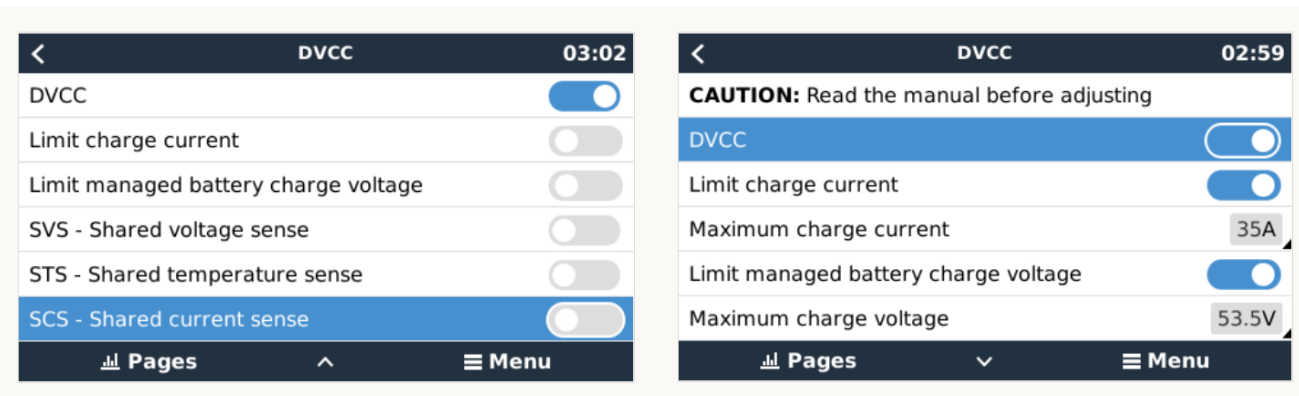 DVCC 03:02
DVCC
Limit charge current
Limit managed battery charge voltage
SVS - Shared voltage sense
STS - Shared temperature sense
SCS - Shared current sense
Pages Menu
DVCC 02:59
CAUTION: Read the manual before adjusting
DVCC
Limit charge current
Maximum charge current 35A
Limit managed battery charge voltage
Maximum charge voltage 53.5V
Pages Menu